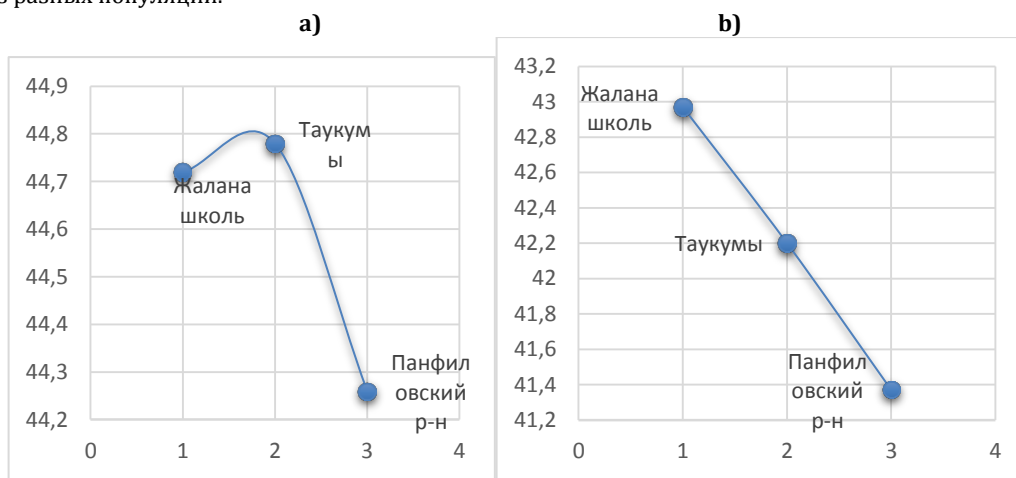 з разных популяций.
a)
b)
44,9
44,8
44,7
44,6
44,5
44,4
44,3
44,2
0 1 2 3 4
Жалана
школь
Таукум
ы
Панфил
овский
р-н
43,2
43
42,8
42,6
42,4
42,2
42
41,8
41,6
41,4
41,2
0 1 2 3 4
Жалана
школь
Таукумы
Панфил
овский
р-н